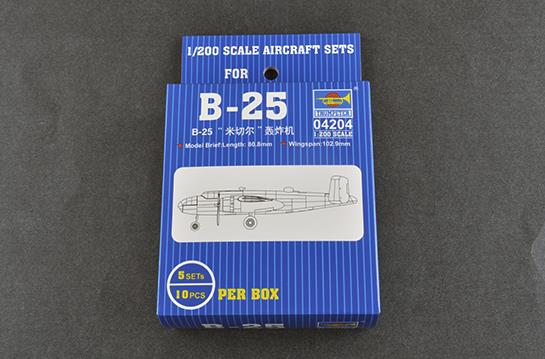 1/200 SCALE AIRCRAFT SETS
FOR
B-25
B-25 “米切尔”轰炸机
Model Brief:Length: 80.8mm Wingspan:102.9mm
TRUMPETER
04204
1:200 SCALE
5 SETs
10 PCS
PER BOX
B-25